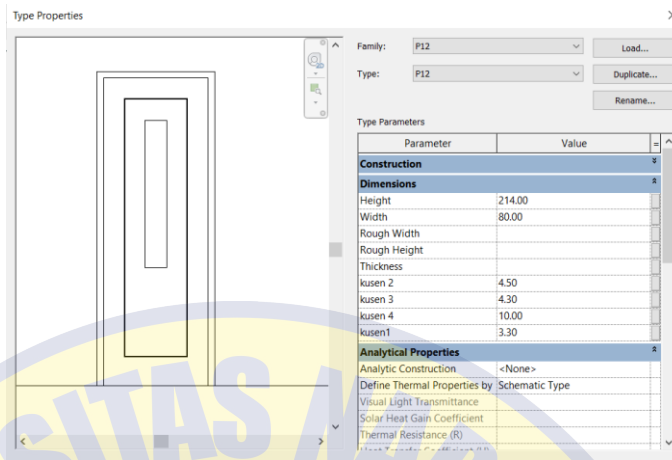 Type Properties
Family: P12 Load...
Type: P12 Duplicate...
Rename...
Type Parameters
Parameter Value =
Construction
Dimensions
Height 214.00
Width 80.00
Rough Width
Rough Height
Thickness
kusen 2 4.50
kusen 3 4.30
kusen 4 10.00
kusen1 3.30
Analytical Properties
Analytic Construction <None>
Define Thermal Properties by Schematic Type
Visual Light Transmittance
Solar Heat Gain Coefficient
Thermal Resistance (R)
SITAS NA